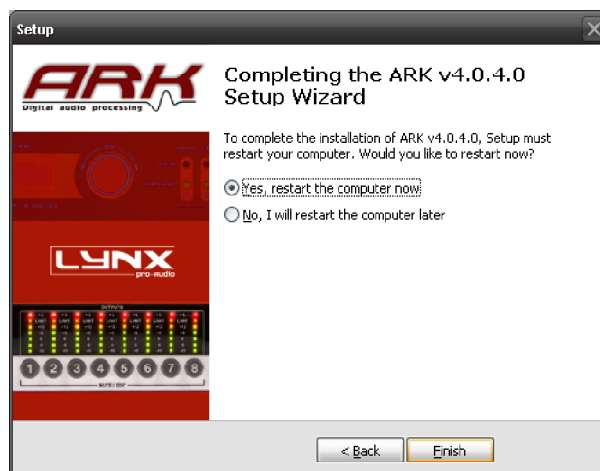 Setup
ARK
Digital audio processing
Completing the ARK v4.0.4.0
Setup Wizard
To complete the installation of ARK v4.0.4.0, Setup must
restart your computer. Would you like to restart now?
Yes, restart the computer now
No, I will restart the computer later
LYNX
pro-audio
OUTPUTS
1 2 3 4 5 6 7 8
MUTE / EDIT
< Back
Finish